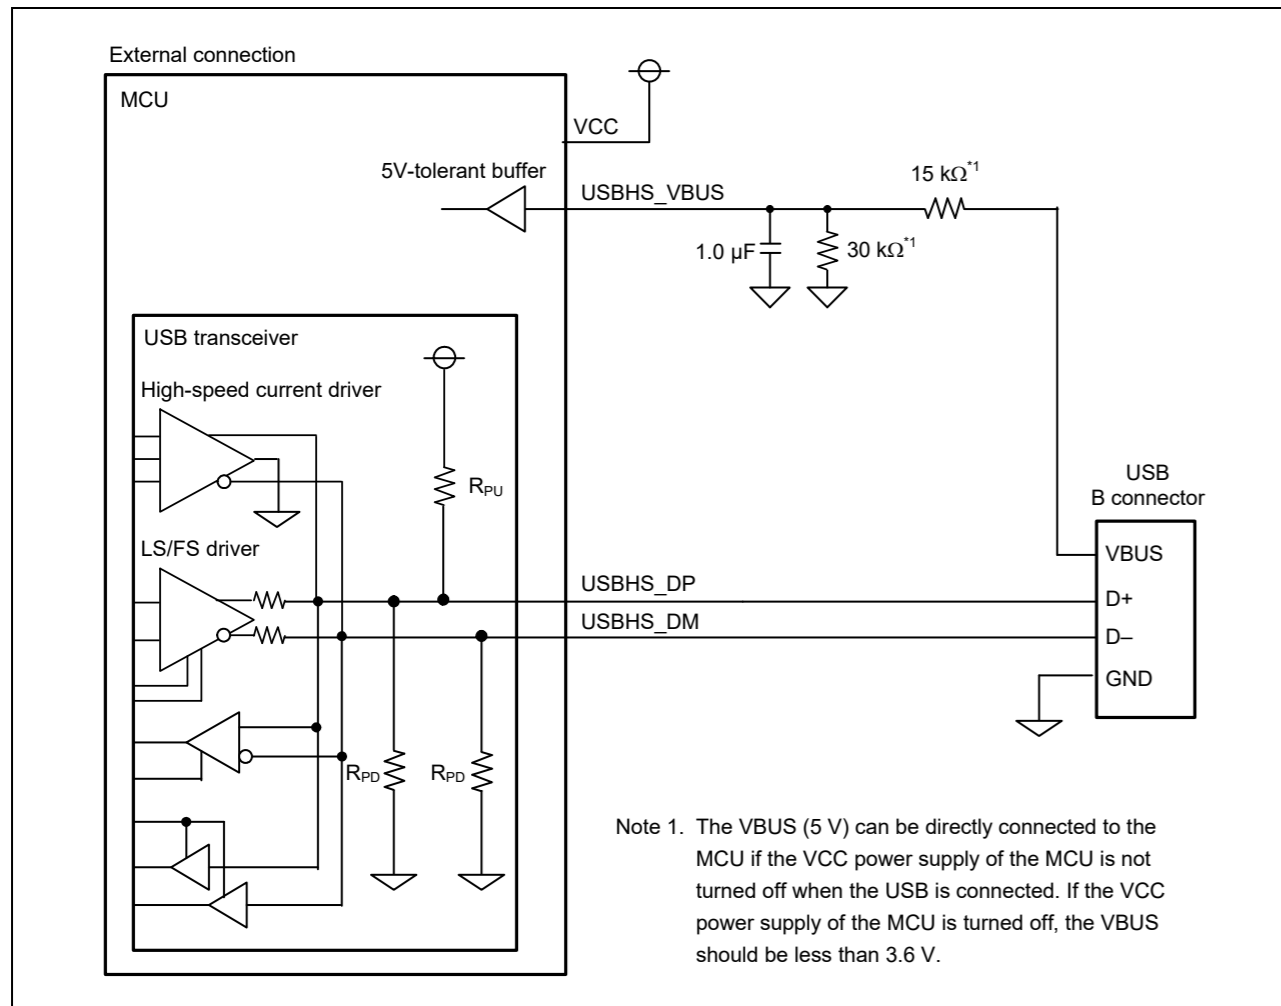 External connection
MCU
VCC
5V-tolerant buffer
USBHS_VBUS
15 kΩ*1
1.0 µF
30 kΩ*1
USB transceiver
High-speed current driver
RPU
USB
B connector
LS/FS driver
VBUS
USBHS_DP
D+
USBHS_DM
D–
GND
RPD
RPD
Note 1. The VBUS (5 V) can be directly connected to the
MCU if the VCC power supply of the MCU is not
turned off when the USB is connected. If the VCC
power supply of the MCU is turned off, the VBUS
should be less than 3.6 V.